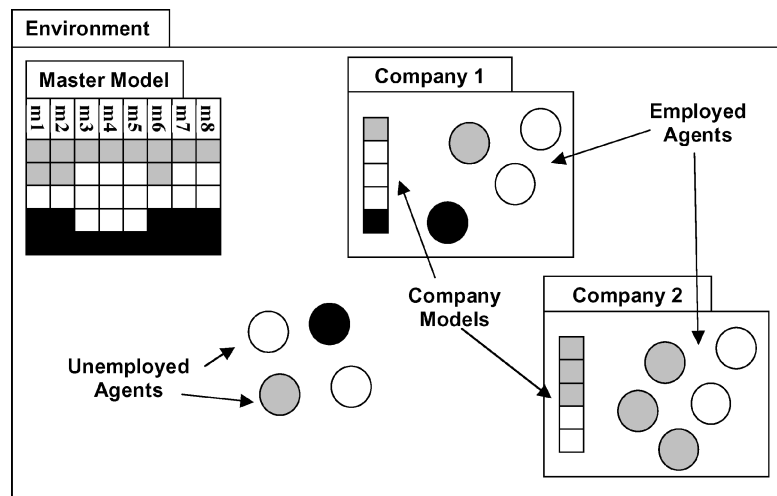 Environment
Master Model
m1 m2 m3 m4 m5 m6 m7 m8
Company 1
Employed
Agents
Company
Models
Company 2
Unemployed
Agents